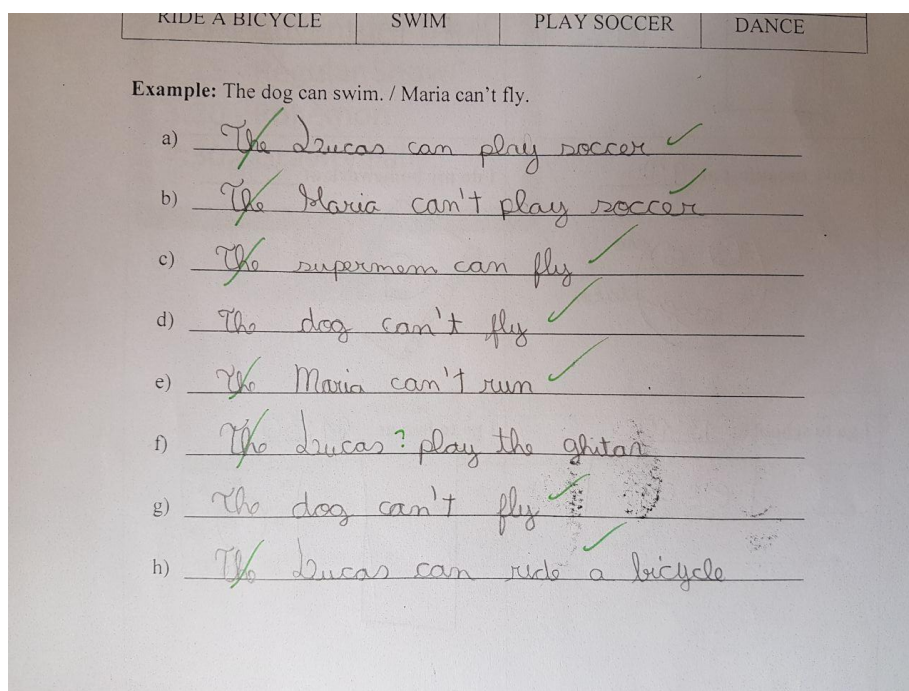 RIDE A BICYCLE SWIM PLAY SOCCER DANCE
Example: The dog can swim. / Maria can't fly.
a) The Lucas can play soccer
b) The Maria can't play soccer
c) The supermem can fly
d) The dog can't fly
e) The Maria can't run
f) The Lucas ? play the ghitar
g) The dog can't fly
h) The Lucas can ride a bicycle